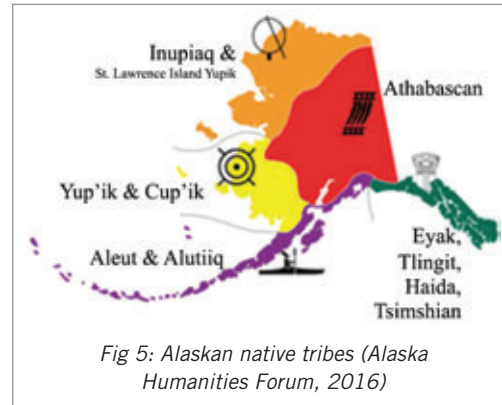 Inupiaq &
St. Lawrence Island Yupik
Athabascan
Yup'ik & Cup'ik
Aleut & Alutiiq
Eyak,
Tlingit,
Haida,
Tsimshian
Fig 5: Alaskan native tribes (Alaska
Humanities Forum, 2016)